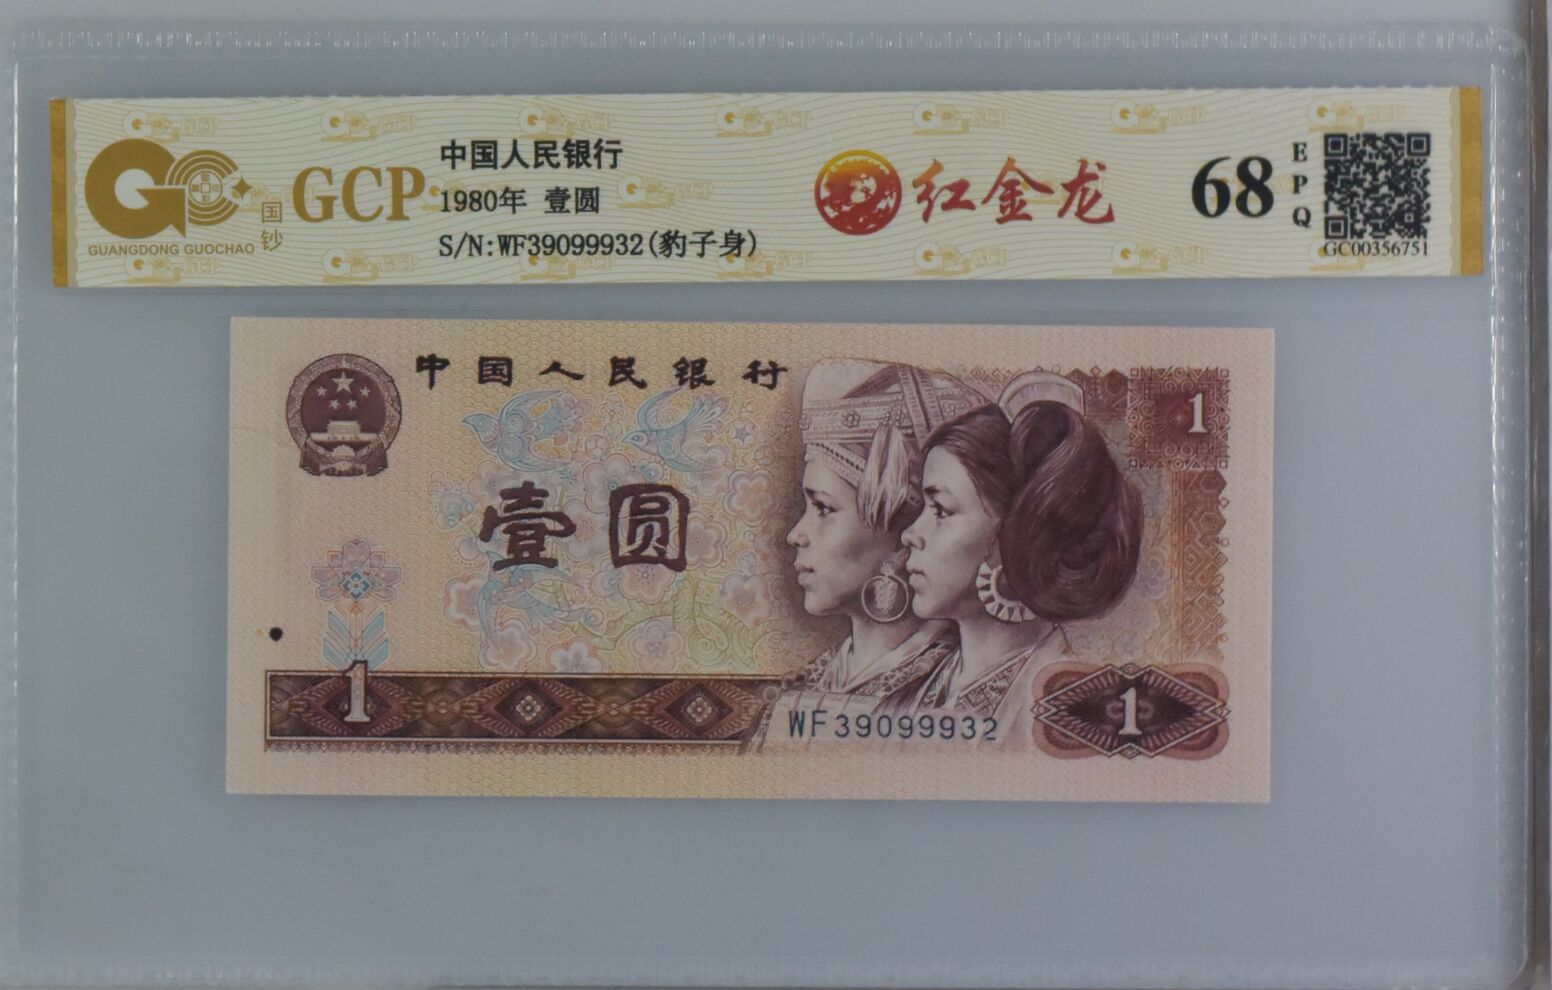 GCP
国钞
GUANGDONG GUOCHAO
中国人民银行
1980年 壹圆
S/N:WF39099932(豹子身)
红金龙
68
EPQ
GC00356751
中国人民银行
1
壹圆
1
WF39099932
1